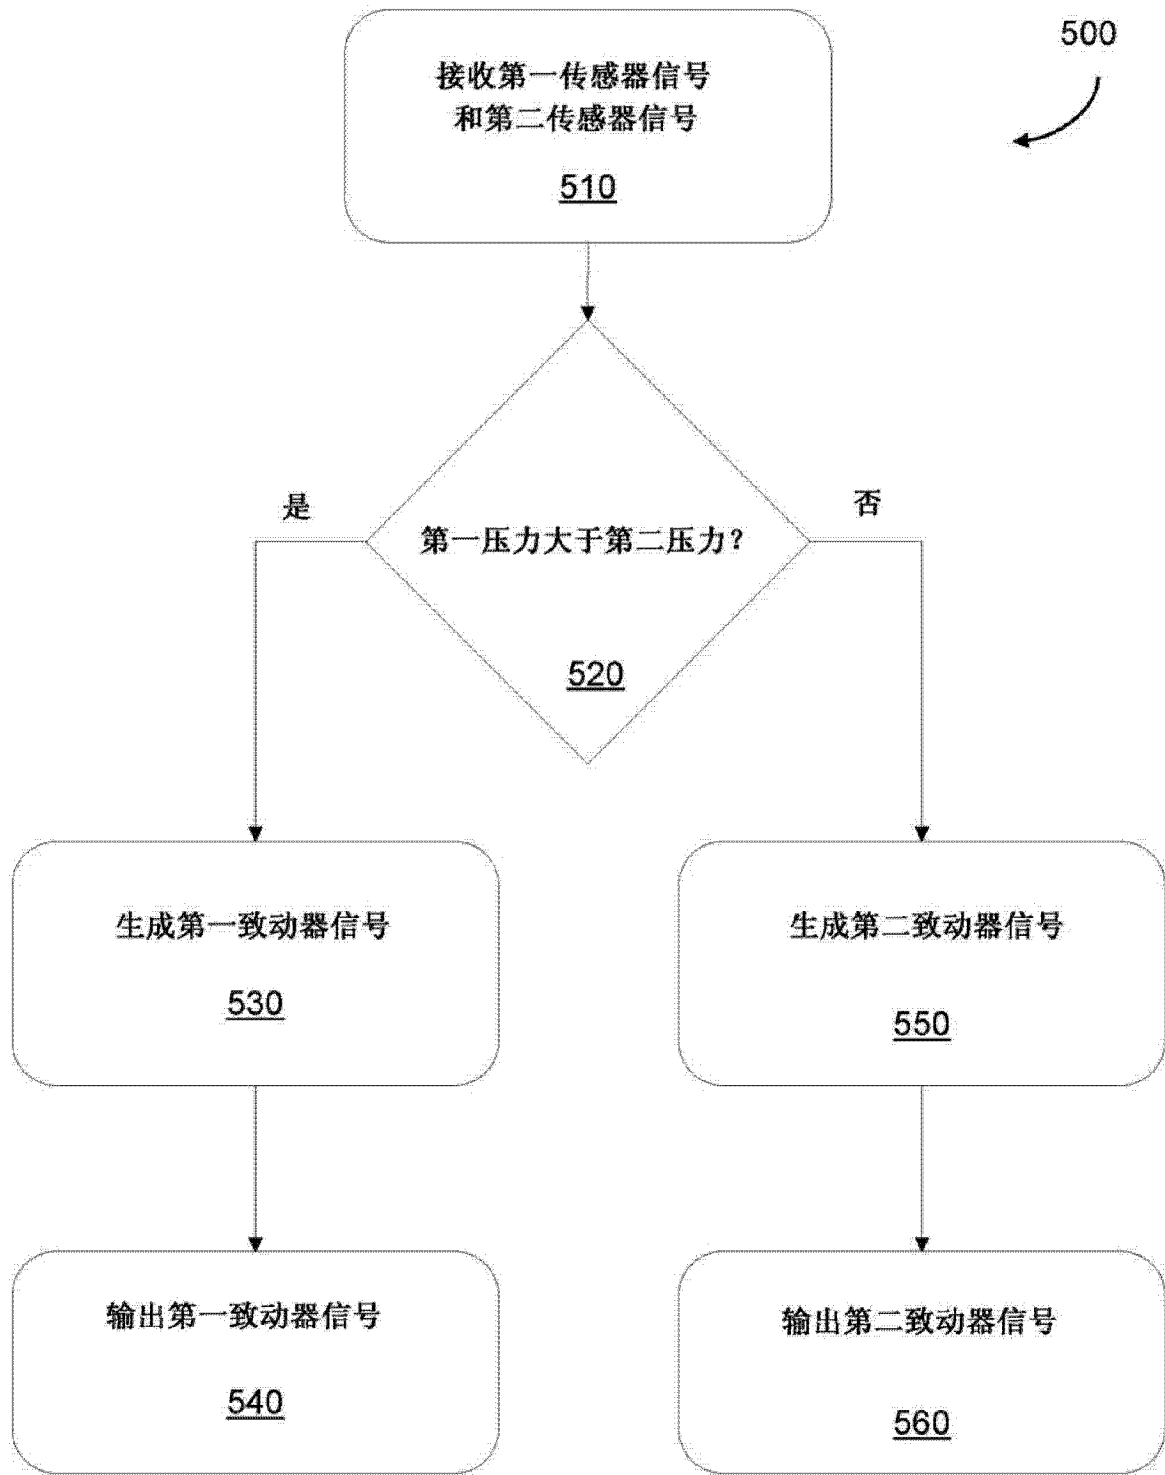 500
接收第一传感器信号
和第二传感器信号
510
是
否
第一压力大于第二压力？
520
生成第一致动器信号
530
生成第二致动器信号
550
输出第一致动器信号
540
输出第二致动器信号
560